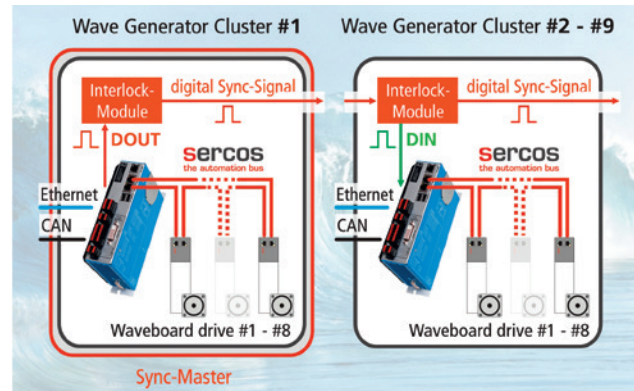 Wave Generator Cluster #1
Interlock-
Module
digital Sync-Signal
DOUT
sercos
the automation bus
Ethernet
CAN
Waveboard drive #1 - #8
Sync-Master
Wave Generator Cluster #2 - #9
Interlock-
Module
digital Sync-Signal
DIN
sercos
the automation bus
Ethernet
CAN
Waveboard drive #1 - #8